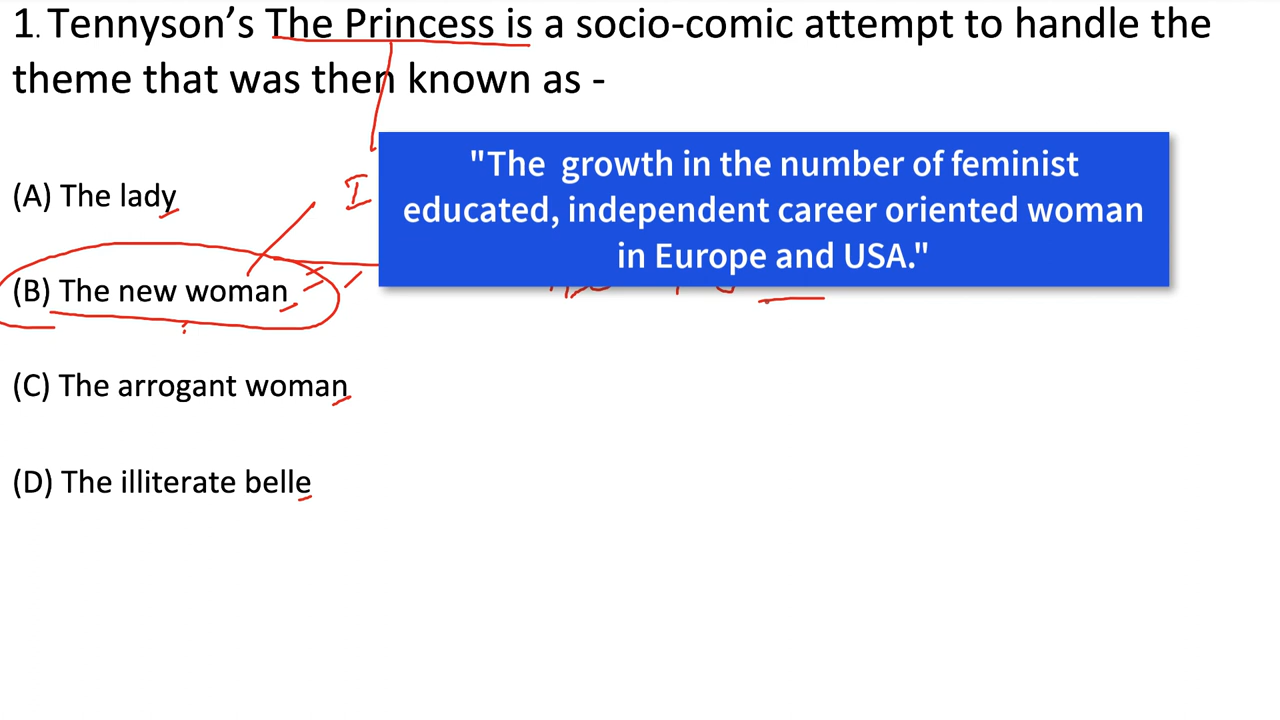 1. Tennyson’s The Princess is a socio-comic attempt to handle the
theme that was then known as -
(A) The lady
I
"The growth in the number of feminist
educated, independent career oriented woman
in Europe and USA."
(B) The new woman
(C) The arrogant woman
(D) The illiterate belle